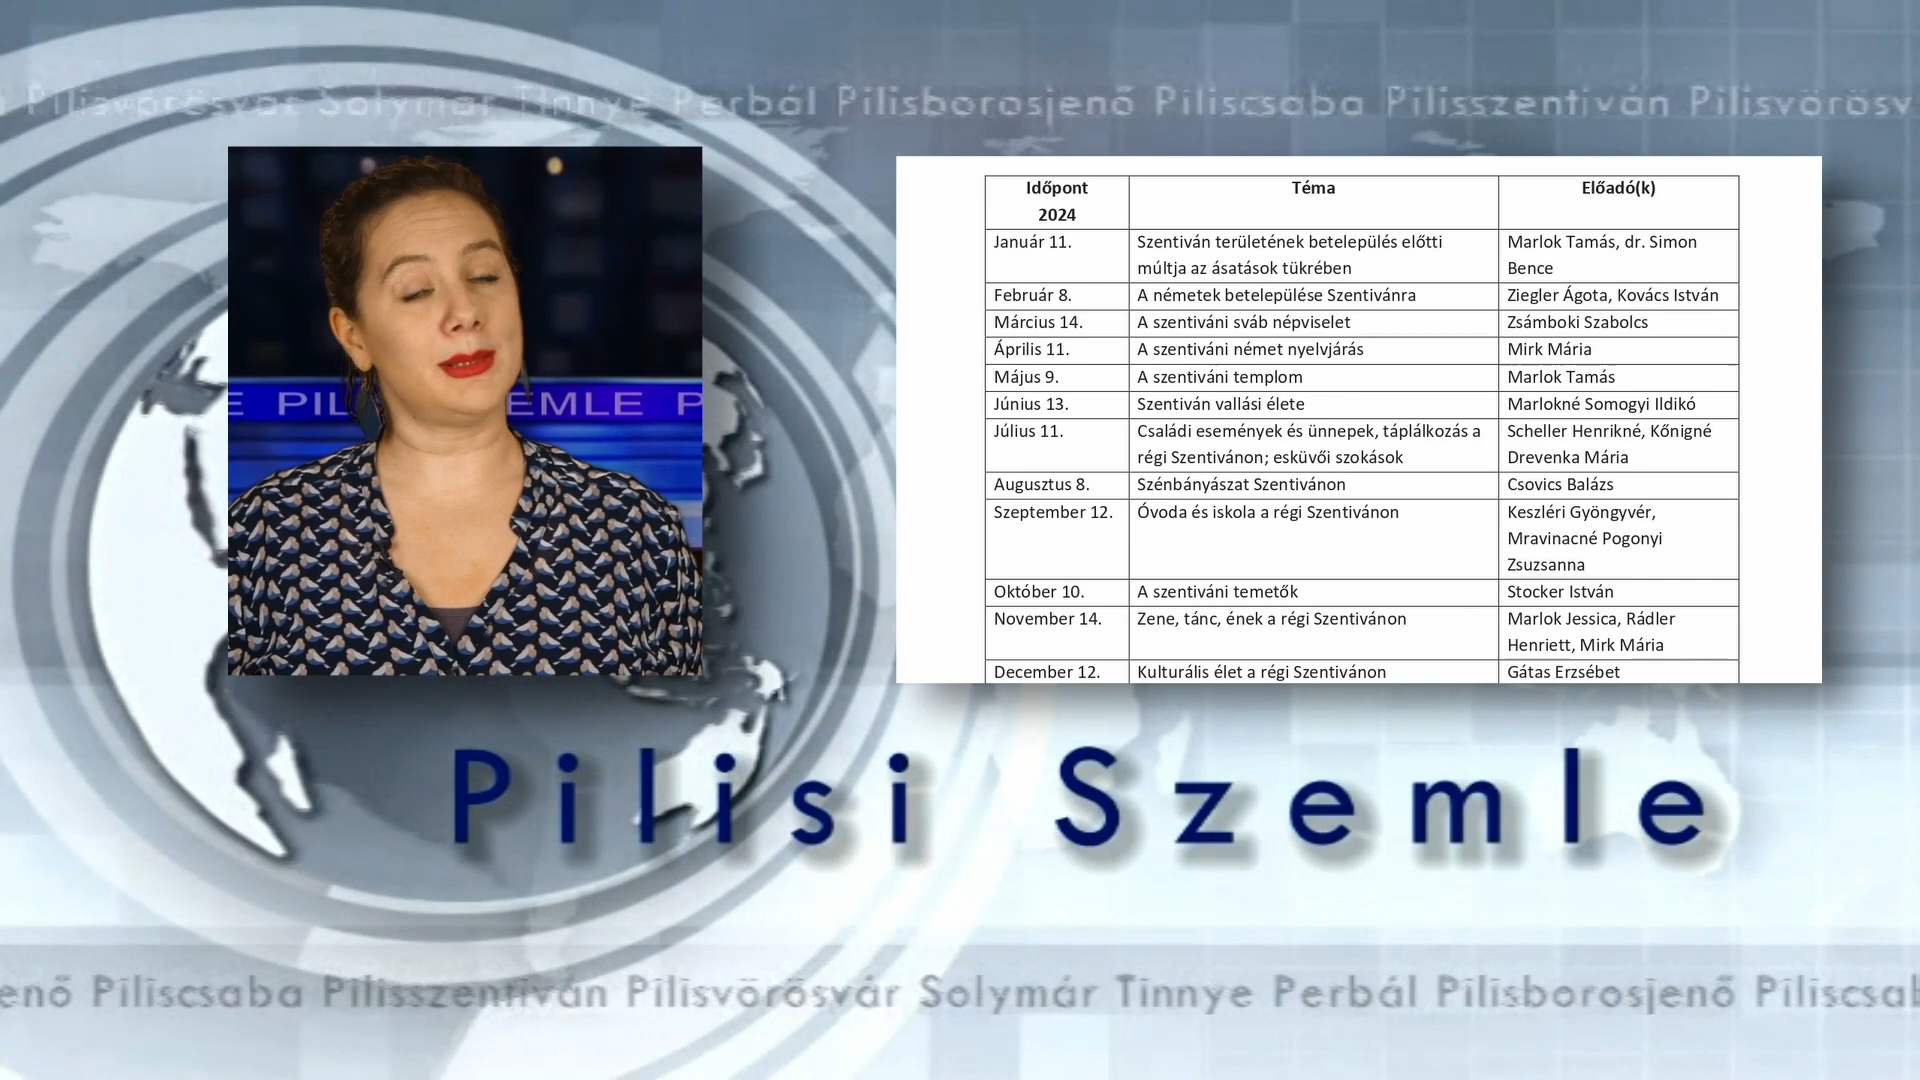 Pilisvörösvár Solymár Tinnye Perbál Pilisborosjenő Piliscsaba Pilisszentiván Pilisvörösv
E PIL EMLE P
Időpont 2024 Téma Előadó(k)
Január 11. Szentiván területének betelepülés előtti múltja az ásatások tükrében Marlok Tamás, dr. Simon Bence
Február 8. A németek betelepülése Szentivánra Ziegler Ágota, Kovács István
Március 14. A szentiváni sváb népviselet Zsámboki Szabolcs
Április 11. A szentiváni német nyelvjárás Mirk Mária
Május 9. A szentiváni templom Marlok Tamás
Június 13. Szentiván vallási élete Marlokné Somogyi Ildikó
Július 11. Családi események és ünnepek, táplálkozás a régi Szentivánon; esküvői szokások Scheller Henrikné, Kőnigné Drevenka Mária
Augusztus 8. Szénbányászat Szentivánon Csovics Balázs
Szeptember 12. Óvoda és iskola a régi Szentivánon Keszléri Gyöngyvér, Mravinacné Pogonyi Zsuzsanna
Október 10. A szentiváni temetők Stocker István
November 14. Zene, tánc, ének a régi Szentivánon Marlok Jessica, Rádler Henriett, Mirk Mária
December 12. Kulturális élet a régi Szentivánon Gátas Erzsébet
Pilisi Szemle
enő Piliscsaba Pilisszentiván Pilisvörösvár Solymár Tinnye Perbál Pilisborosjenő Piliscsab